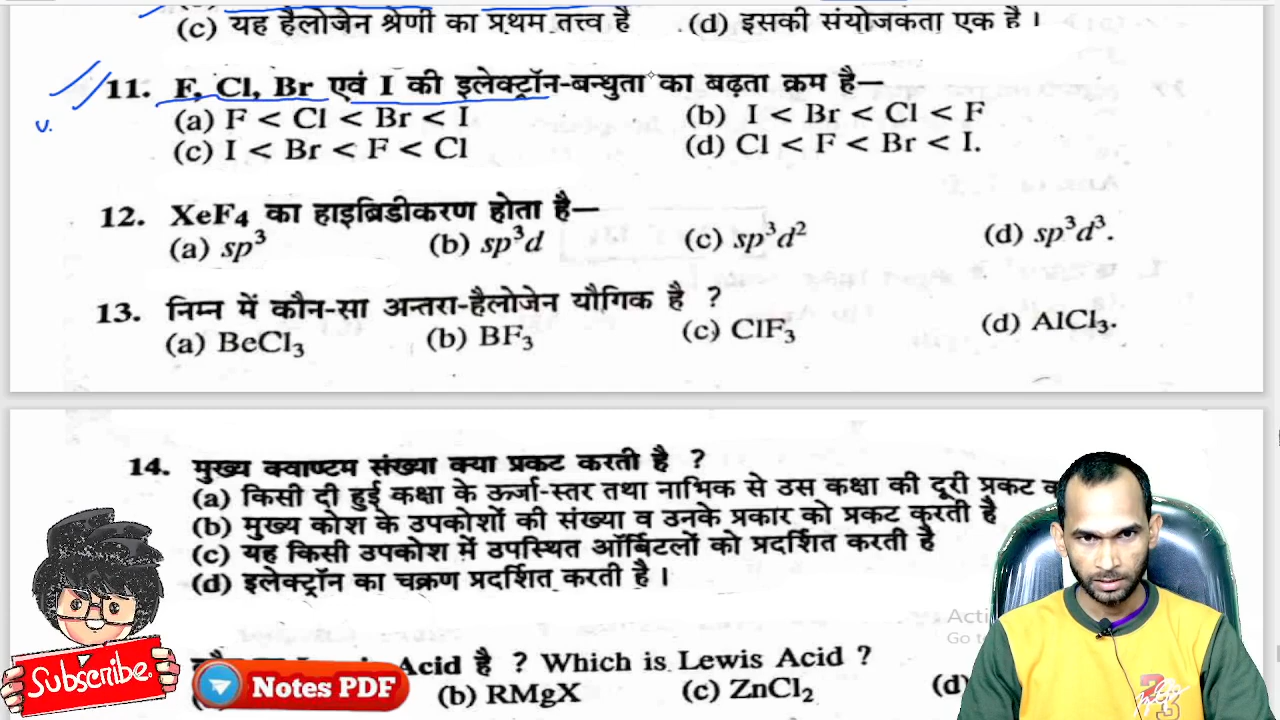 (c) यह हैलोजेन श्रेणी का प्रथम तत्त्व है (d) इसकी संयोजकता एक है।
11. F, Cl, Br एवं I की इलेक्ट्रॉन-बन्धुता का बढ़ता क्रम है—
v.
(a) F < Cl < Br < I (b) I < Br < Cl < F
(c) I < Br < F < Cl (d) Cl < F < Br < I.
12. XeF₄ का हाइब्रिडीकरण होता है—
(a) sp³ (b) sp³d (c) sp³d² (d) sp³d³.
13. निम्न में कौन-सा अन्तरा-हैलोजेन यौगिक है ?
(a) BeCl₃ (b) BF₃ (c) ClF₃ (d) AlCl₃.
14. मुख्य क्वाण्टम संख्या क्या प्रकट करती है ?
(a) किसी दी हुई कक्षा के ऊर्जा-स्तर तथा नाभिक से उस कक्षा की दूरी प्रकट
(b) मुख्य कोश के उपकोशों की संख्या व उनके प्रकार को प्रकट करती है
(c) यह किसी उपकोश में उपस्थित ऑर्बिटलों को प्रदर्शित करती है
(d) इलेक्ट्रॉन का चक्रण प्रदर्शित करती है।
Acid है ? Which is Lewis Acid ?
(b) RMgX (c) ZnCl₂ (d)
Subscribe.
Notes PDF